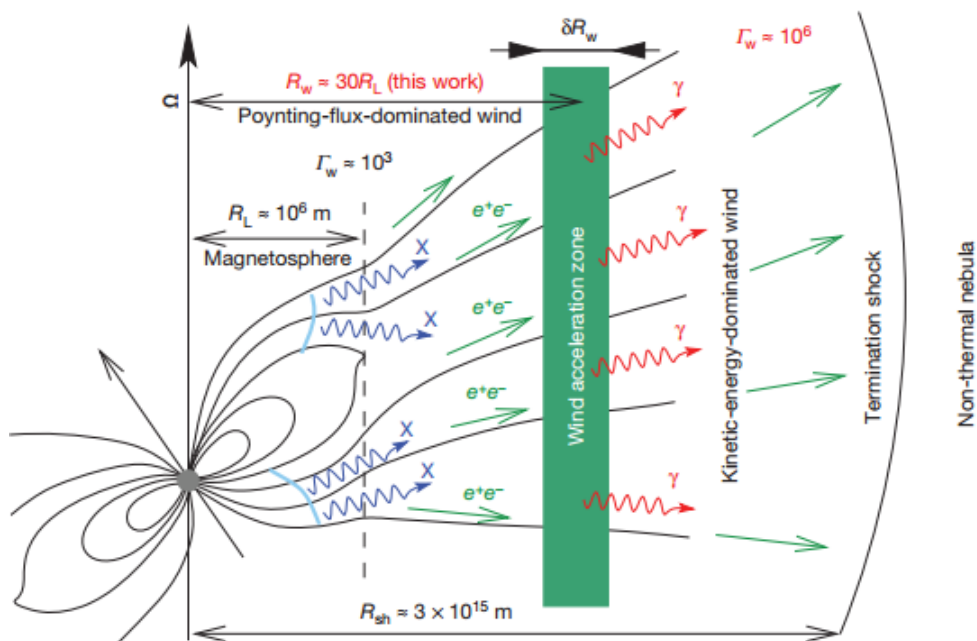 δR_w
Γ_w ≈ 10^6
Ω
R_w ≈ 30R_L (this work)
Poynting-flux-dominated wind
Γ_w ≈ 10^3
R_L ≈ 10^6 m
Magnetosphere
X
X
X
X
e^+e^-
e^+e^-
e^+e^-
e^+e^-
Wind acceleration zone
γ
γ
γ
γ
Kinetic-energy-dominated wind
Termination shock
Non-thermal nebula
R_sh ≈ 3 × 10^15 m